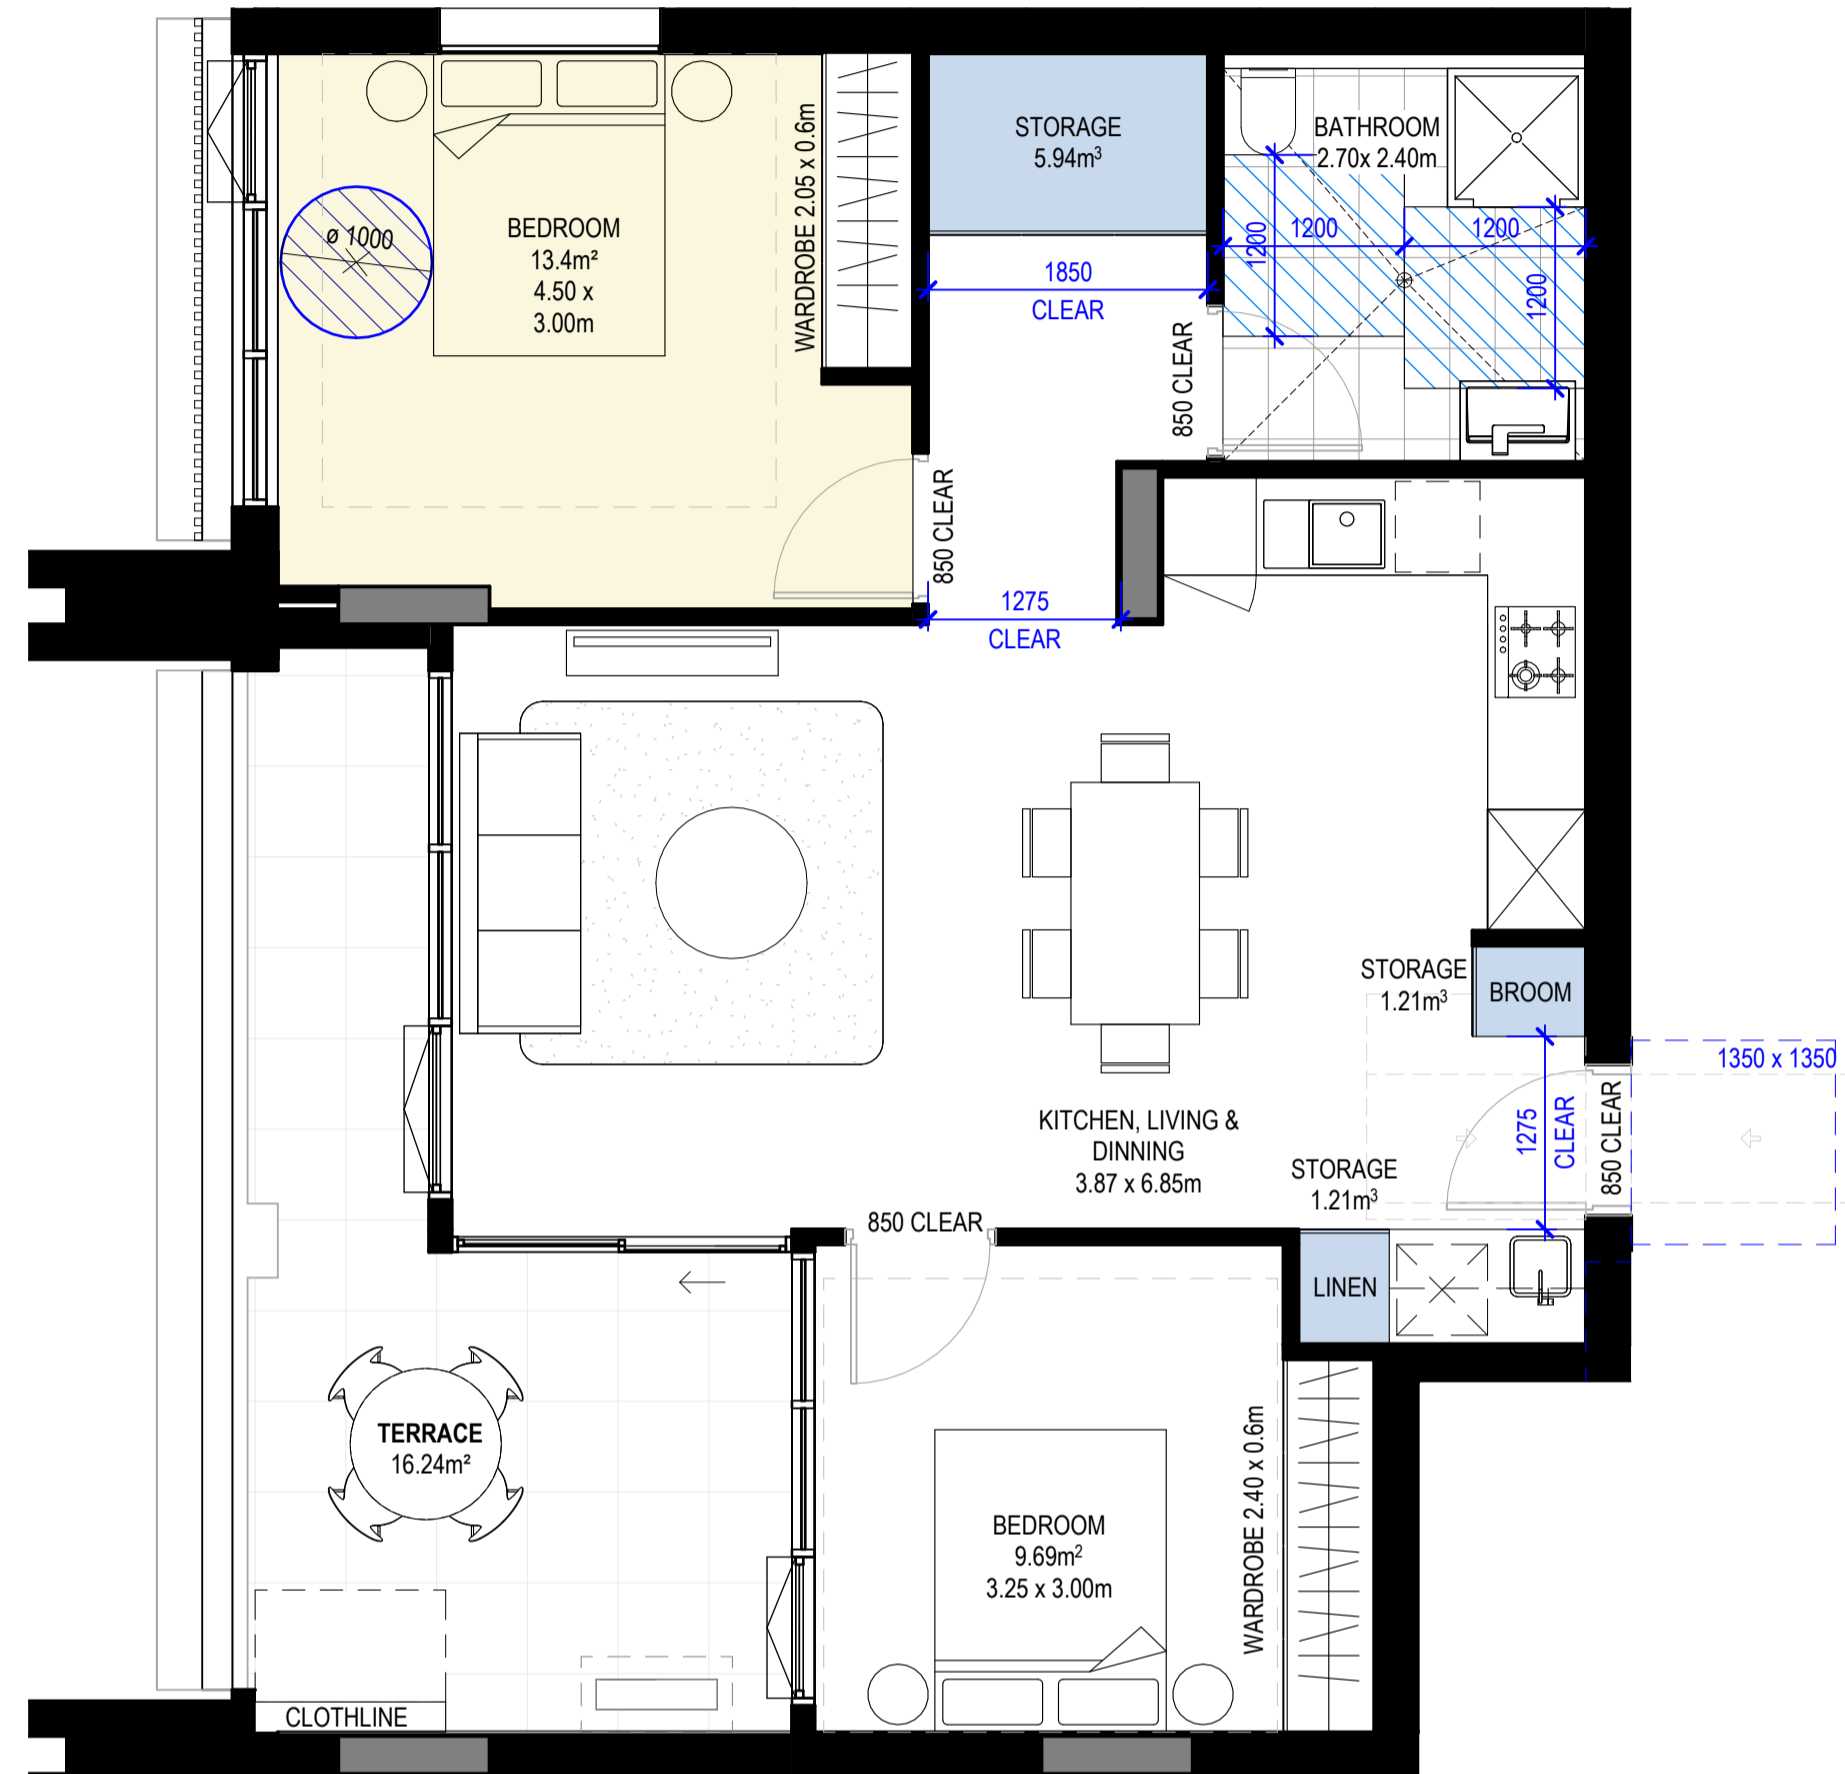 STORAGE
5.94m³
BATHROOM
2.70x 2.40m
WARDROBE 2.05 x 0.6m
BEDROOM
13.4m²
4.50 x
3.00m
ø 1000
1200
1200
1200
1200
1850
CLEAR
850 CLEAR
850 CLEAR
1275
CLEAR
STORAGE
1.21m³
BROOM
1350 x 1350
1275
CLEAR
850 CLEAR
KITCHEN, LIVING &
DINNING
3.87 x 6.85m
STORAGE
1.21m³
850 CLEAR
LINEN
TERRACE
16.24m²
BEDROOM
9.69m²
3.25 x 3.00m
WARDROBE 2.40 x 0.6m
CLOTHLINE